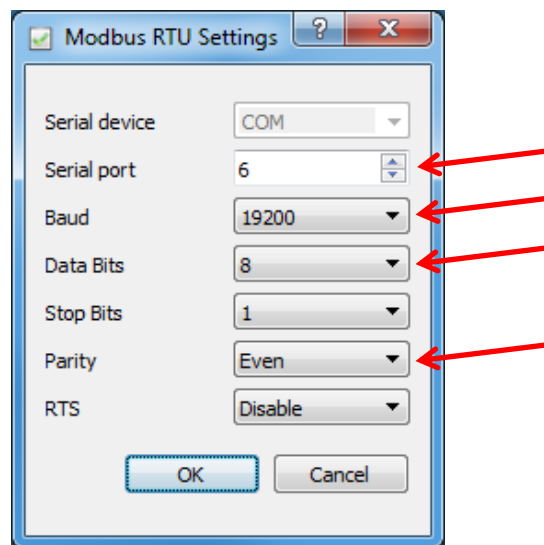 Modbus RTU Settings ? x
Serial device COM
Serial port 6
Baud 19200
Data Bits 8
Stop Bits 1
Parity Even
RTS Disable
OK Cancel